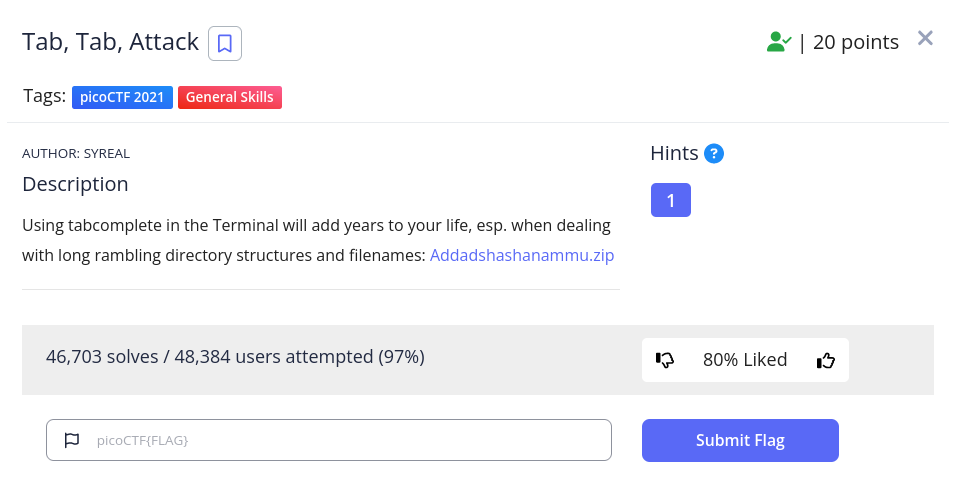 Tab, Tab, Attack
| 20 points
Tags: picoCTF 2021 General Skills
AUTHOR: SYREAL
Description
Using tabcomplete in the Terminal will add years to your life, esp. when dealing
with long rambling directory structures and filenames: Addadshashanammu.zip
Hints ?
1
46,703 solves / 48,384 users attempted (97%)
80% Liked
picoCTF{FLAG}
Submit Flag